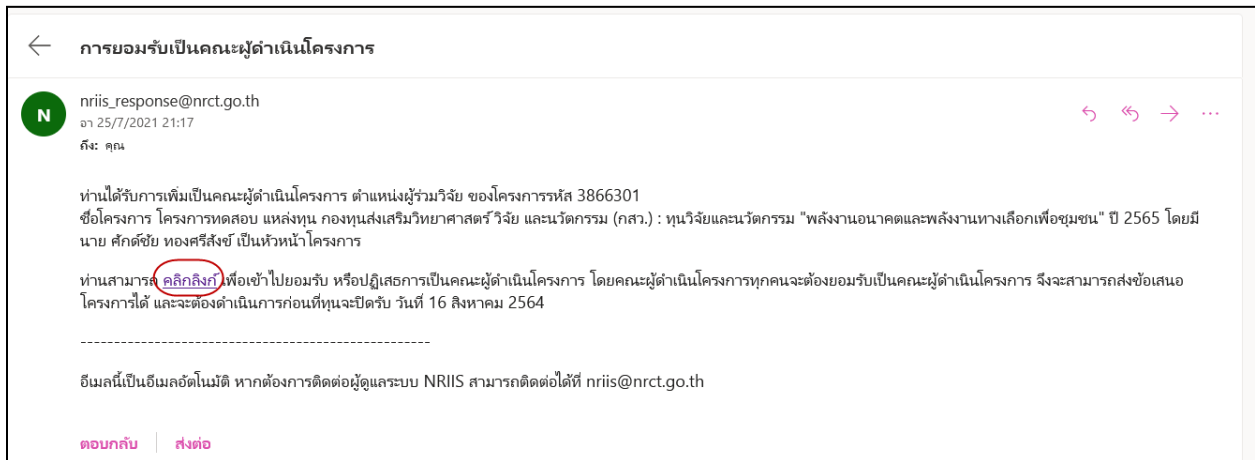 การยอมรับเป็นคณะผู้ดำเนินโครงการ
N
nriis_response@nrct.go.th
อา 25/7/2021 21:17
ถึง: คุณ
ท่านได้รับการเพิ่มเป็นคณะผู้ดำเนินโครงการ ตำแหน่งผู้ร่วมวิจัย ของโครงการรหัส 3866301
ชื่อโครงการ โครงการทดสอบ แหล่งทุน กองทุนส่งเสริมวิทยาศาสตร์ วิจัย และนวัตกรรม (กสว.) : ทุนวิจัยและนวัตกรรม "พลังงานอนาคตและพลังงานทางเลือกเพื่อชุมชน" ปี 2565 โดยมี
นาย ศักด์ชัย ทองศรีสังข์ เป็นหัวหน้าโครงการ
ท่านสามารถ คลิกลิงก์ เพื่อเข้าไปยอมรับ หรือปฏิเสธการเป็นคณะผู้ดำเนินโครงการ โดยคณะผู้ดำเนินโครงการทุกคนจะต้องยอมรับเป็นคณะผู้ดำเนินโครงการ จึงจะสามารถส่งข้อเสนอ
โครงการได้ และจะต้องดำเนินการก่อนที่ทุนจะปิดรับ วันที่ 16 สิงหาคม 2564
----------------------------------------------------
อีเมลนี้เป็นอีเมลอัตโนมัติ หากต้องการติดต่อผู้ดูแลระบบ NRIIS สามารถติดต่อได้ที่ nriis@nrct.go.th
ตอบกลับ ส่งต่อ